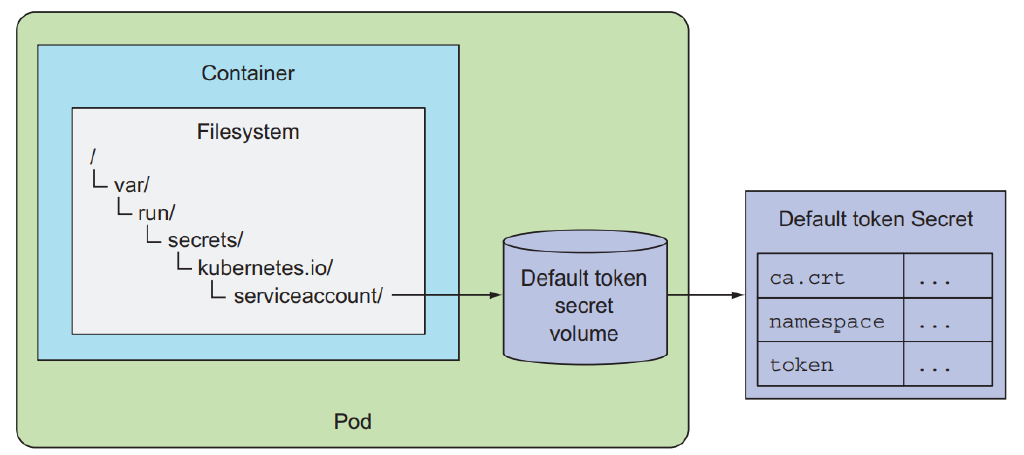 Container
Filesystem
/
var/
run/
secrets/
kubernetes.io/
serviceaccount/
Default token
secret
volume
Pod
Default token Secret
ca.crt ...
namespace ...
token ...